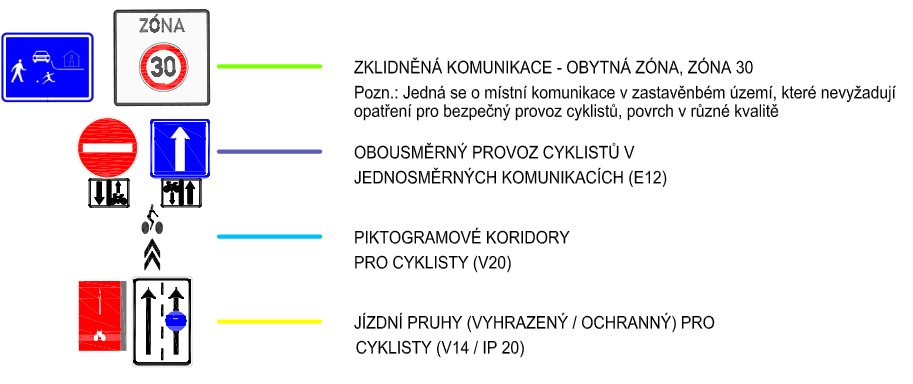 ZÓNA
30
ZKLIDNĚNÁ KOMUNIKACE - OBYTNÁ ZÓNA, ZÓNA 30
Pozn.: Jedná se o místní komunikace v zastavěnbém území, které nevyžadují
opatření pro bezpečný provoz cyklistů, povrch v různé kvalitě
OBOUSMĚRNÝ PROVOZ CYKLISTŮ V
JEDNOSMĚRNÝCH KOMUNIKACÍCH (E12)
PIKTOGRAMOVÉ KORIDORY
PRO CYKLISTY (V20)
JÍZDNÍ PRUHY (VYHRAZENÝ / OCHRANNÝ) PRO
CYKLISTY (V14 / IP 20)